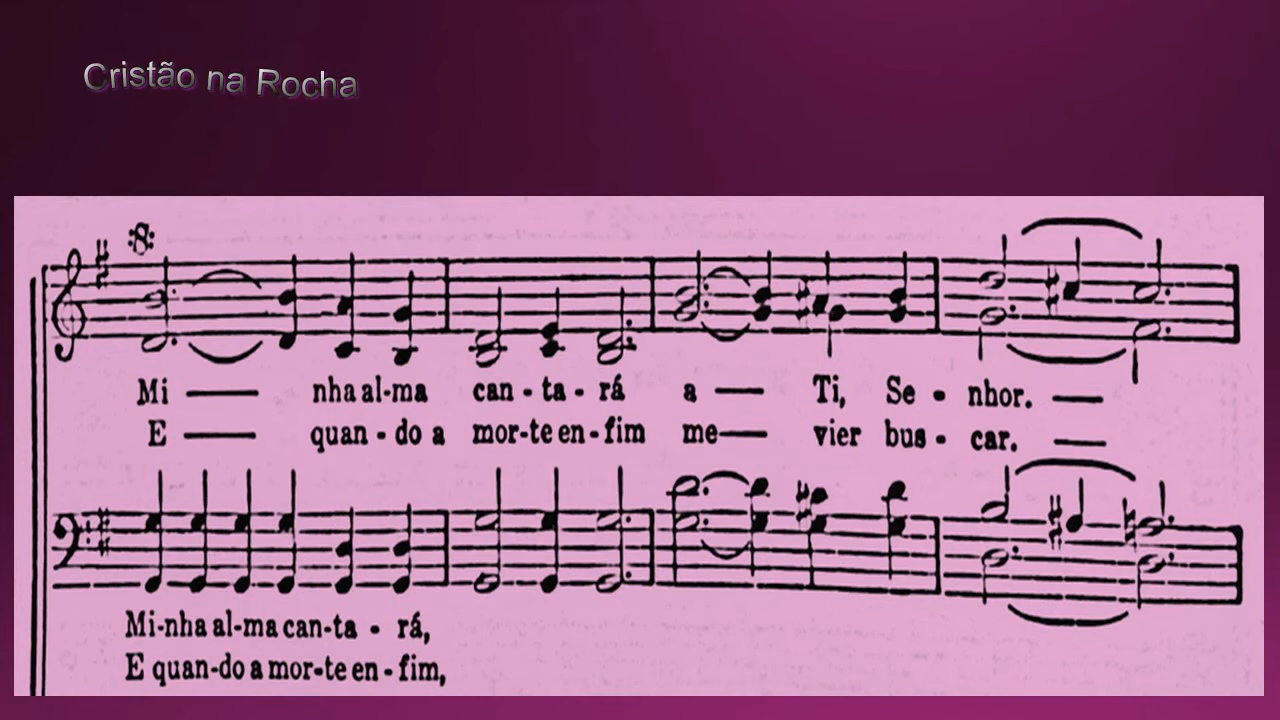 Cristão na Rocha
Mi — nha al-ma can - ta - rá a — Ti, Se - nhor. —
E — quan - do a mor-te en - fim me — vier bus - car. —
Mi-nha al-ma can-ta - rá,
E quan-do a mor-te en - fim,